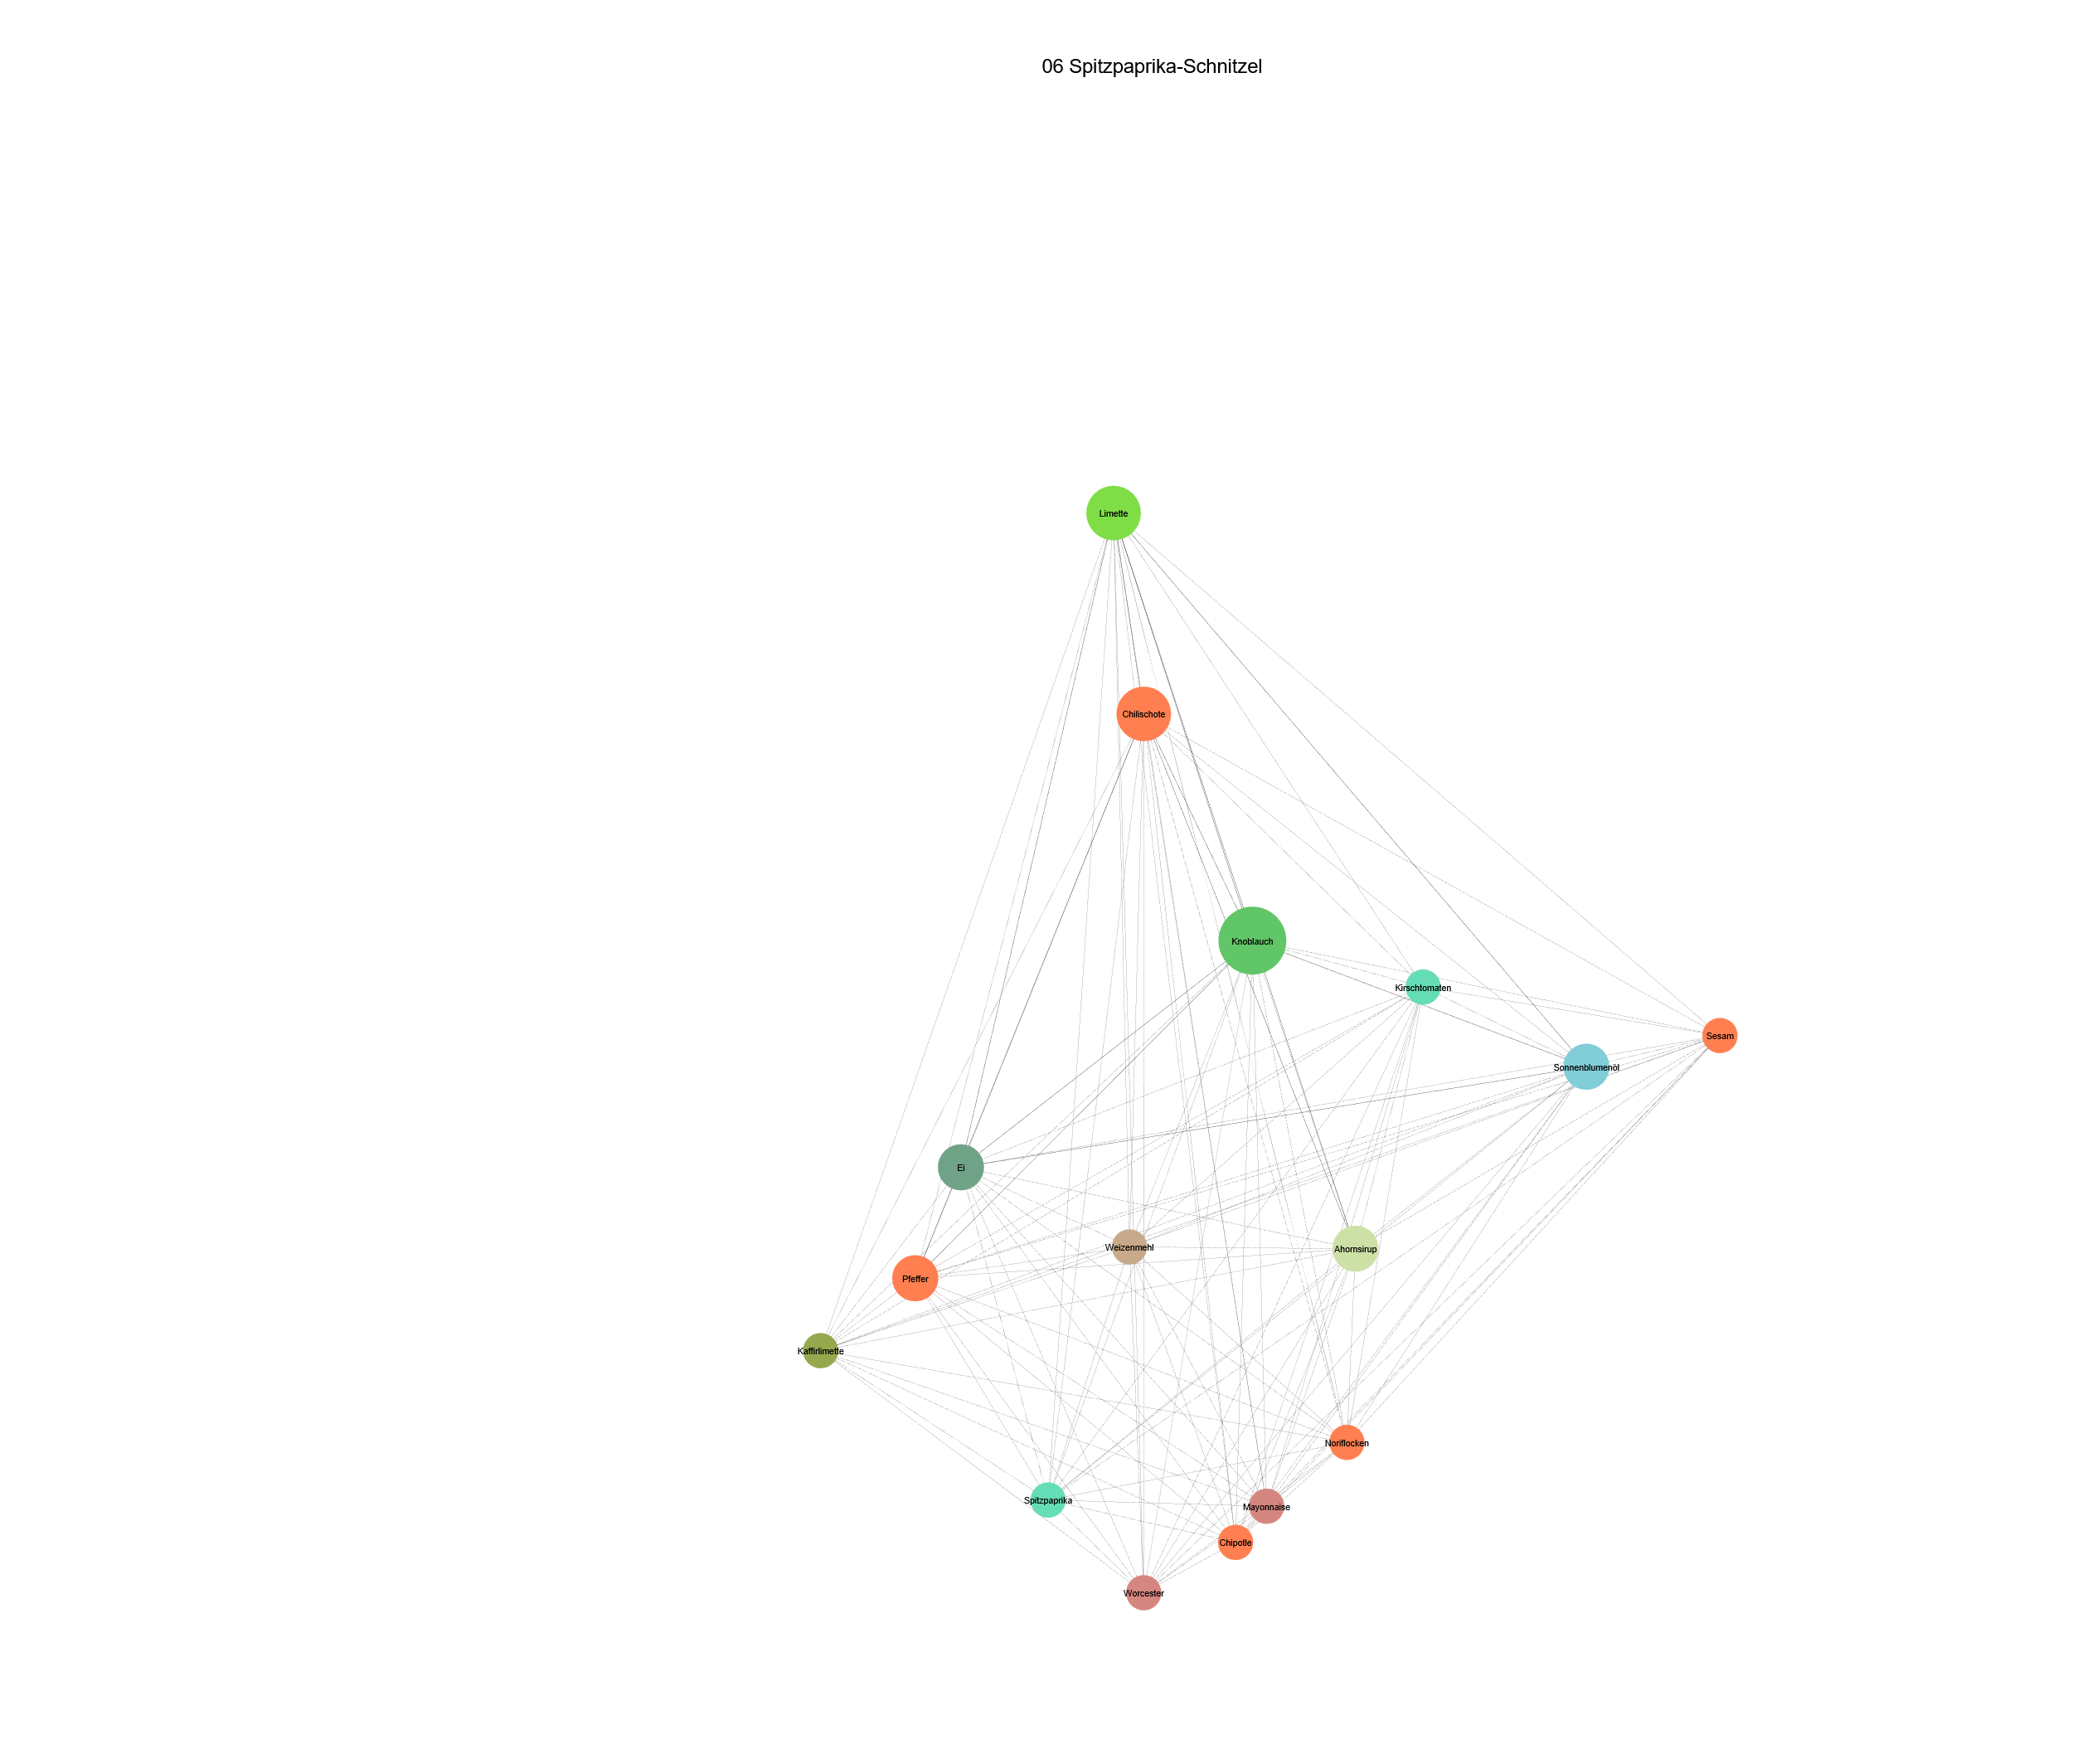 06 Spitzpaprika-Schnitzel
Limette
Chilischote
Knoblauch
Kirschtomaten
Sesam
Sonnenblumenöl
Ei
Weizenmehl
Ahornsirup
Pfeffer
Kaffirlimette
Noriflocken
Spitzpaprika
Mayonnaise
Chipotle
Worcester